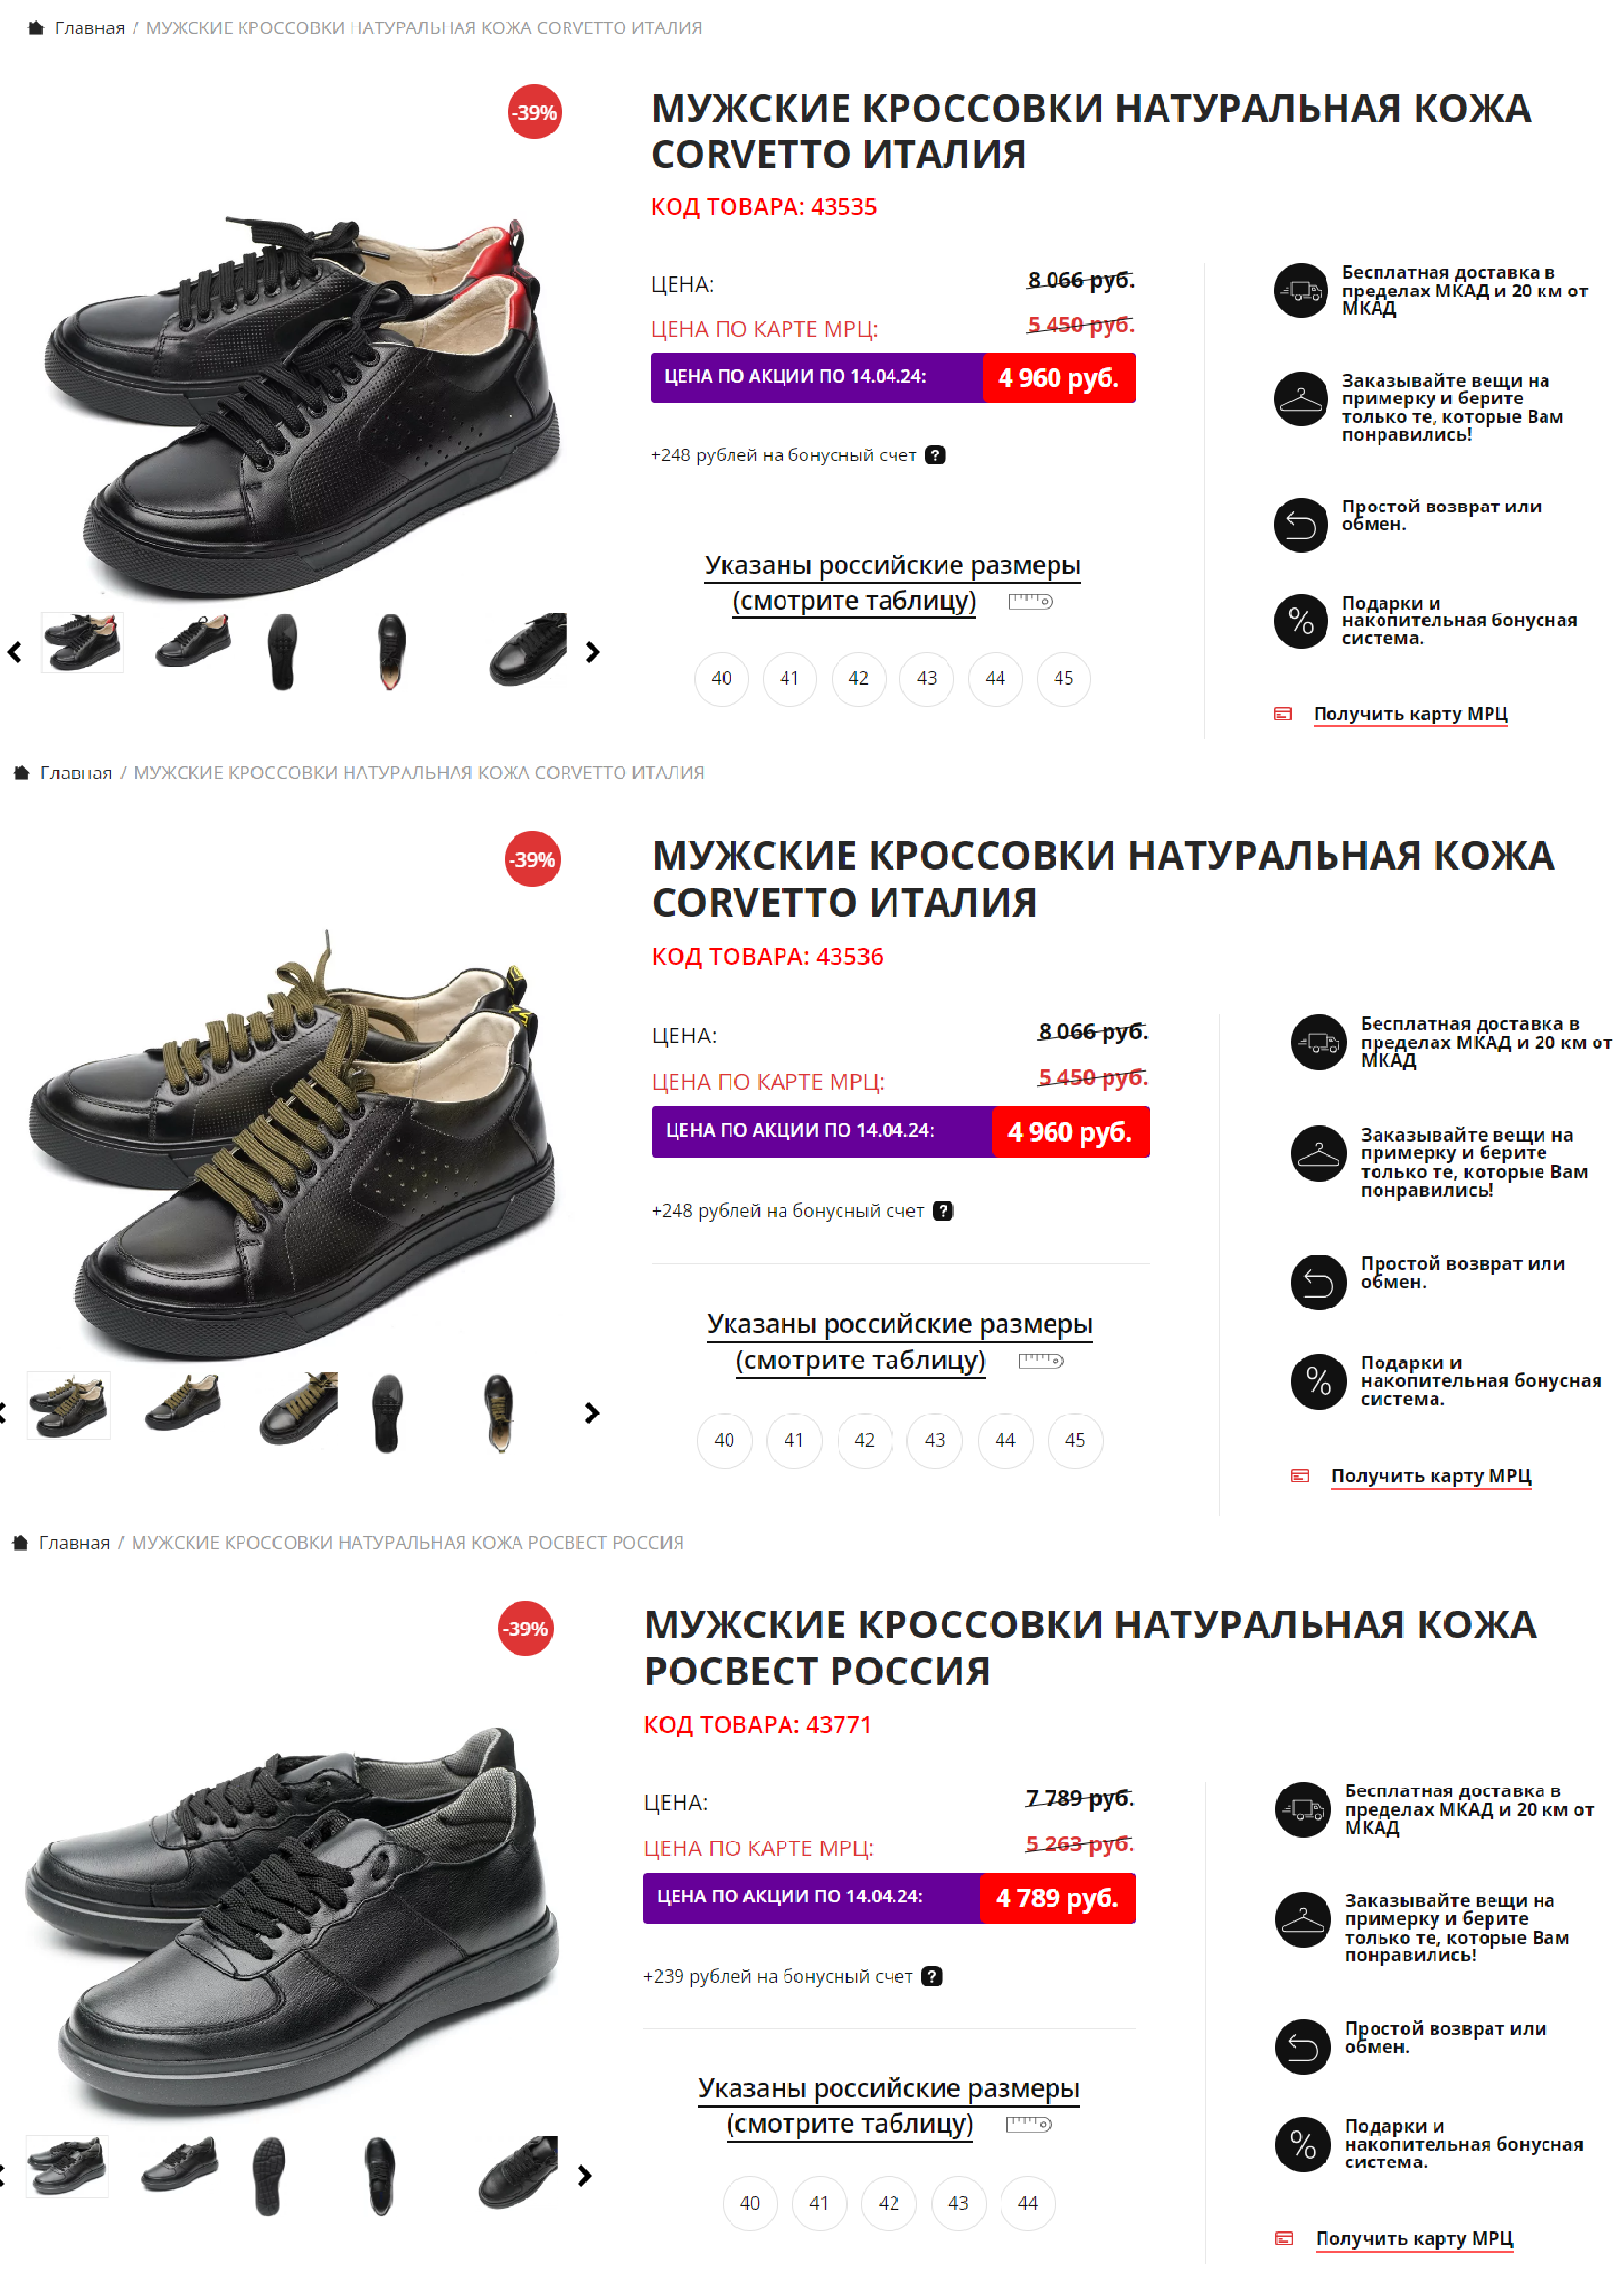 Главная / МУЖСКИЕ КРОССОВКИ НАТУРАЛЬНАЯ КОЖА CORVETTO ИТАЛИЯ
-39%
МУЖСКИЕ КРОССОВКИ НАТУРАЛЬНАЯ КОЖА
CORVETTO ИТАЛИЯ
КОД ТОВАРА: 43535
ЦЕНА: 8 066 руб.
ЦЕНА ПО КАРТЕ МРЦ: 5 450 руб.
ЦЕНА ПО АКЦИИ ПО 14.04.24: 4 960 руб.
+248 рублей на бонусный счет ?
Указаны российские размеры
(смотрите таблицу)
40 41 42 43 44 45
Бесплатная доставка в
пределах МКАД и 20 км от
МКАД
Заказывайте вещи на
примерку и берите
только те, которые Вам
понравились!
Простой возврат или
обмен.
%
Подарки и
накопительная бонусная
система.
Получить карту МРЦ
Главная / МУЖСКИЕ КРОССОВКИ НАТУРАЛЬНАЯ КОЖА CORVETTO ИТАЛИЯ
-39%
МУЖСКИЕ КРОССОВКИ НАТУРАЛЬНАЯ КОЖА
CORVETTO ИТАЛИЯ
КОД ТОВАРА: 43536
ЦЕНА: 8 066 руб.
ЦЕНА ПО КАРТЕ МРЦ: 5 450 руб.
ЦЕНА ПО АКЦИИ ПО 14.04.24: 4 960 руб.
+248 рублей на бонусный счет ?
Указаны российские размеры
(смотрите таблицу)
40 41 42 43 44 45
Бесплатная доставка в
пределах МКАД и 20 км от
МКАД
Заказывайте вещи на
примерку и берите
только те, которые Вам
понравились!
Простой возврат или
обмен.
%
Подарки и
накопительная бонусная
система.
Получить карту МРЦ
Главная / МУЖСКИЕ КРОССОВКИ НАТУРАЛЬНАЯ КОЖА РОСВЕСТ РОССИЯ
-39%
МУЖСКИЕ КРОССОВКИ НАТУРАЛЬНАЯ КОЖА
РОСВЕСТ РОССИЯ
КОД ТОВАРА: 43771
ЦЕНА: 7 789 руб.
ЦЕНА ПО КАРТЕ МРЦ: 5 263 руб.
ЦЕНА ПО АКЦИИ ПО 14.04.24: 4 789 руб.
+239 рублей на бонусный счет ?
Указаны российские размеры
(смотрите таблицу)
40 41 42 43 44
Бесплатная доставка в
пределах МКАД и 20 км от
МКАД
Заказывайте вещи на
примерку и берите
только те, которые Вам
понравились!
Простой возврат или
обмен.
%
Подарки и
накопительная бонусная
система.
Получить карту МРЦ